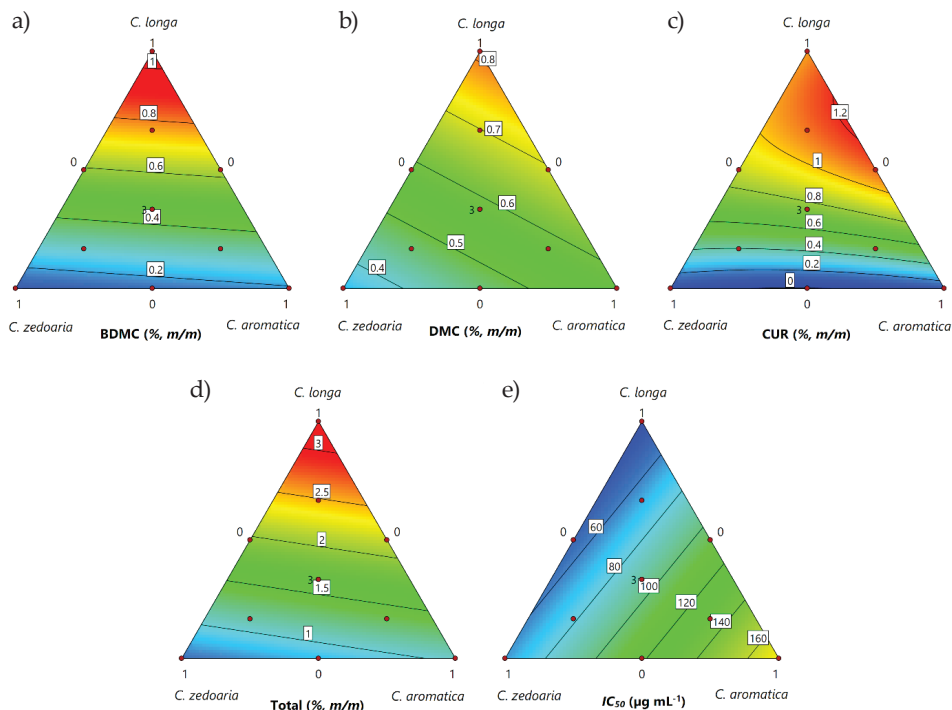 a)
C. longa
1
1
0.8
0
0.6
0
3
0.4
0.2
1
0
1
C. zedoaria
C. aromatica
BDMC (%, m/m)
b)
C. longa
1
0.8
0.7
0
0
0.6
3
0.5
0.4
1
0
1
C. zedoaria
C. aromatica
DMC (%, m/m)
c)
C. longa
1
1.2
0
1
0
0.8
3
0.6
0.4
0.2
0
1
0
1
C. zedoaria
C. aromatica
CUR (%, m/m)
d)
C. longa
1
3
2.5
0
2
0
3
1.5
1
1
0
1
C. zedoaria
C. aromatica
Total (%, m/m)
e)
C. longa
1
0
60
0
80
3
100
120
140
160
1
0
1
C. zedoaria
C. aromatica
IC50 (µg mL-1)